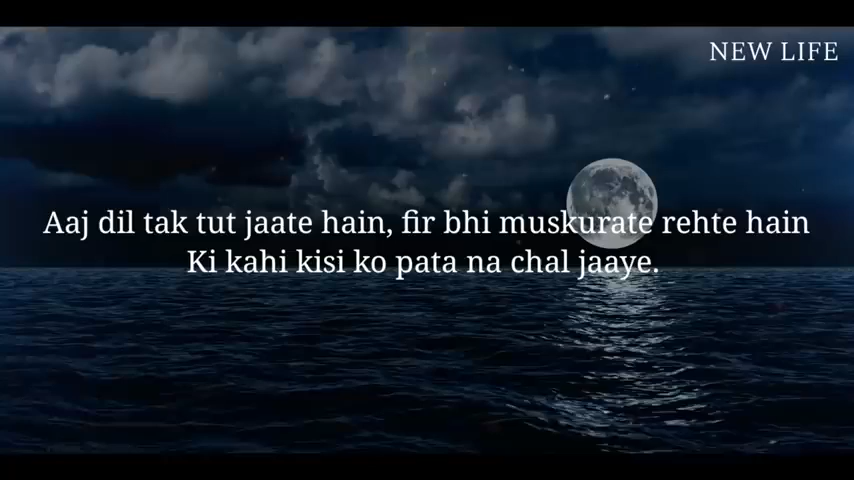 NEW LIFE
Aaj dil tak tut jaate hain, fir bhi muskurate rehte hain
Ki kahi kisi ko pata na chal jaaye.